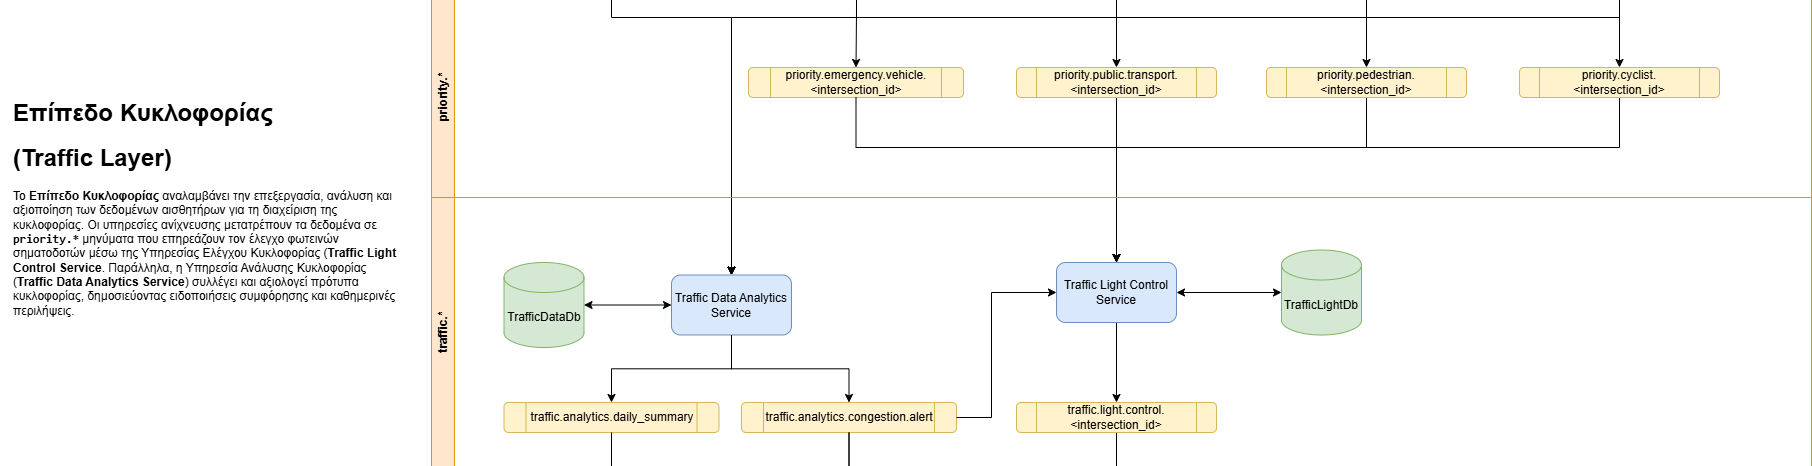 Επίπεδο Κυκλοφορίας
(Traffic Layer)
Το Επίπεδο Κυκλοφορίας αναλαμβάνει την επεξεργασία, ανάλυση και
αξιοποίηση των δεδομένων αισθητήρων για τη διαχείριση της
κυκλοφορίας. Οι υπηρεσίες ανίχνευσης μετατρέπουν τα δεδομένα σε
priority.* μηνύματα που επηρεάζουν τον έλεγχο φωτεινών
σηματοδοτών μέσω της Υπηρεσίας Ελέγχου Κυκλοφορίας (Traffic Light
Control Service. Παράλληλα, η Υπηρεσία Ανάλυσης Κυκλοφορίας
(Traffic Data Analytics Service) συλλέγει και αξιολογεί πρότυπα
κυκλοφορίας, δημοσιεύοντας ειδοποιήσεις συμφόρησης και καθημερινές
περιλήψεις.
priority.*
priority.emergency.vehicle.
<intersection_id>
priority.public.transport.
<intersection_id>
priority.pedestrian.
<intersection_id>
priority.cyclist.
<intersection_id>
traffic.*
TrafficDataDb
Traffic Data Analytics
Service
Traffic Light Control
Service
TrafficLightDb
traffic.analytics.daily_summary
traffic.analytics.congestion.alert
traffic.light.control.
<intersection_id>